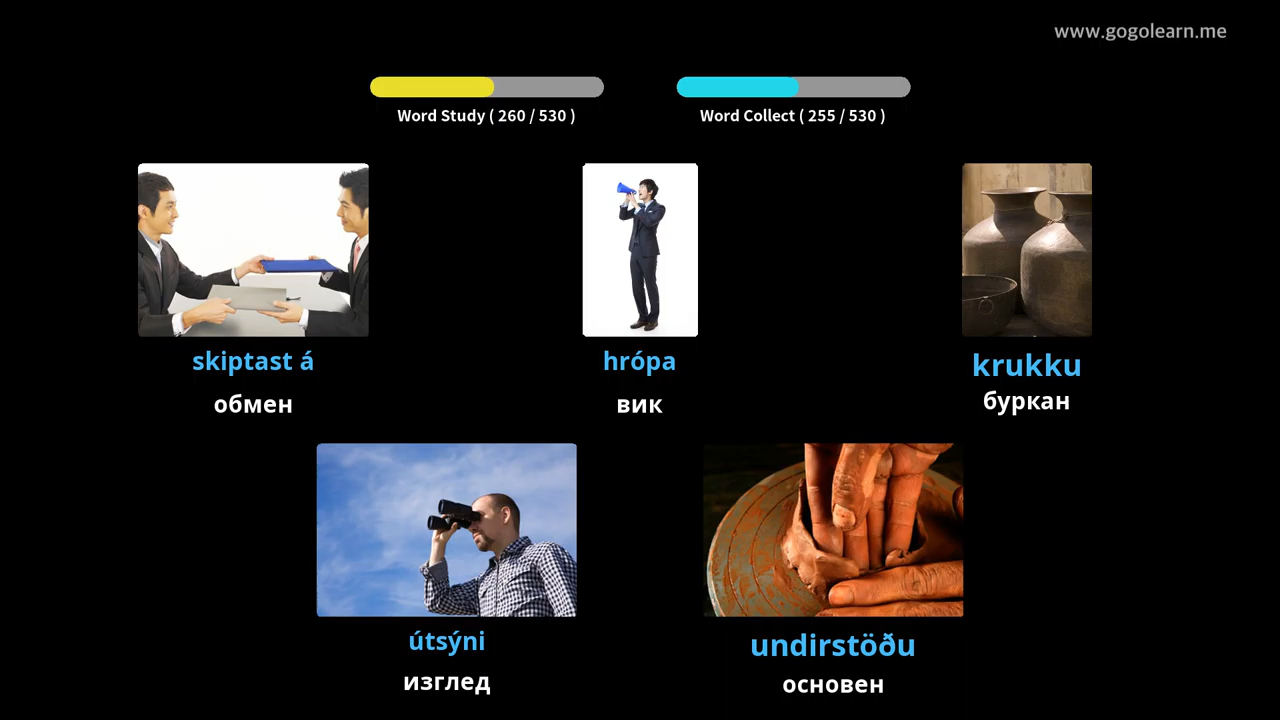 www.gogolearn.me
Word Study ( 260 / 530 )
Word Collect ( 255 / 530 )
skiptast á
hrópa
krukku
обмен
вик
буркан
útsýni
undirstöðu
изглед
основен